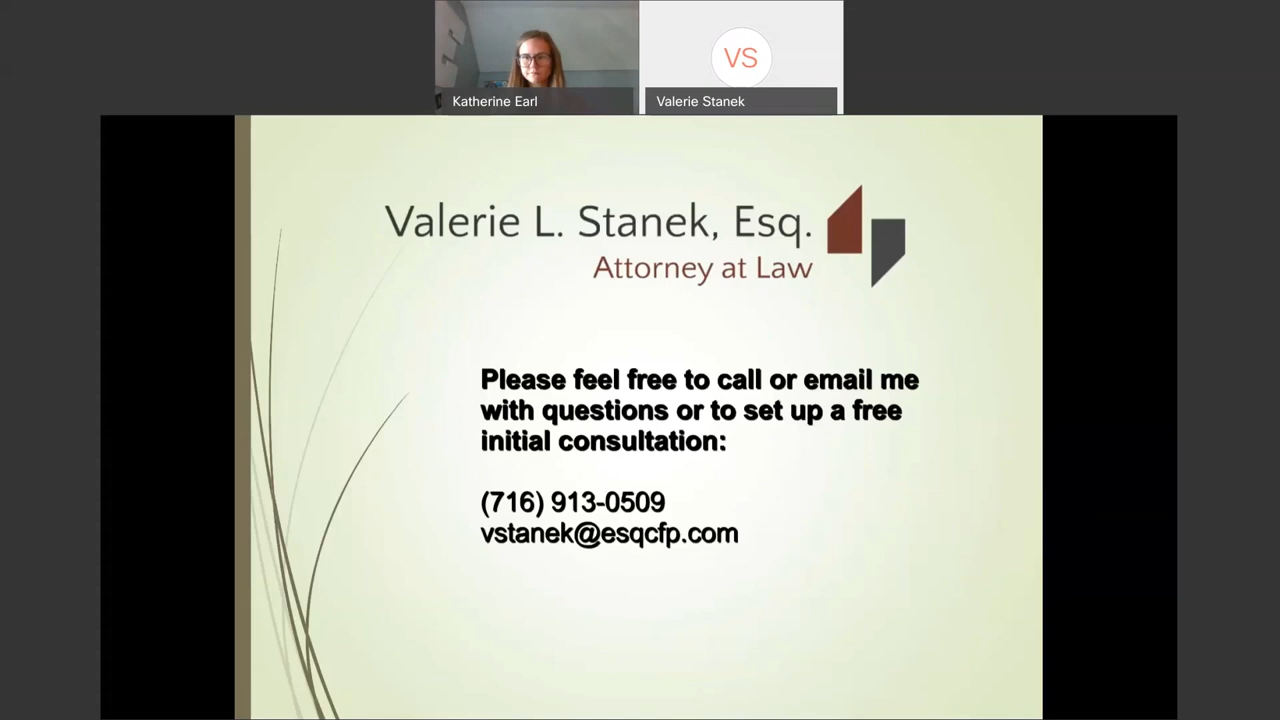 Katherine Earl
VS
Valerie Stanek
Valerie L. Stanek, Esq.
Attorney at Law
Please feel free to call or email me
with questions or to set up a free
initial consultation:
(716) 913-0509
vstanek@esqcfp.com